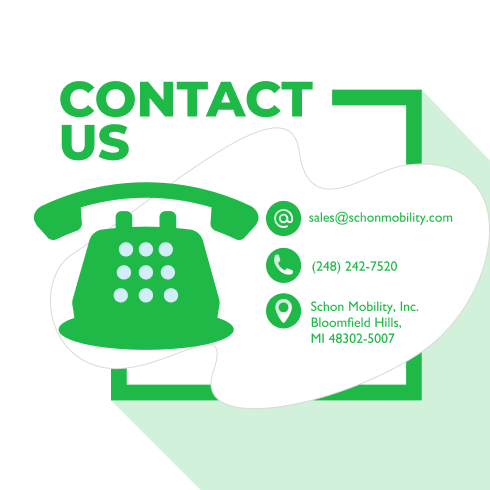 CONTACT
US
sales@schonmobility.com
(248) 242-7520
Schon Mobility, Inc.
Bloomfield Hills,
MI 48302-5007